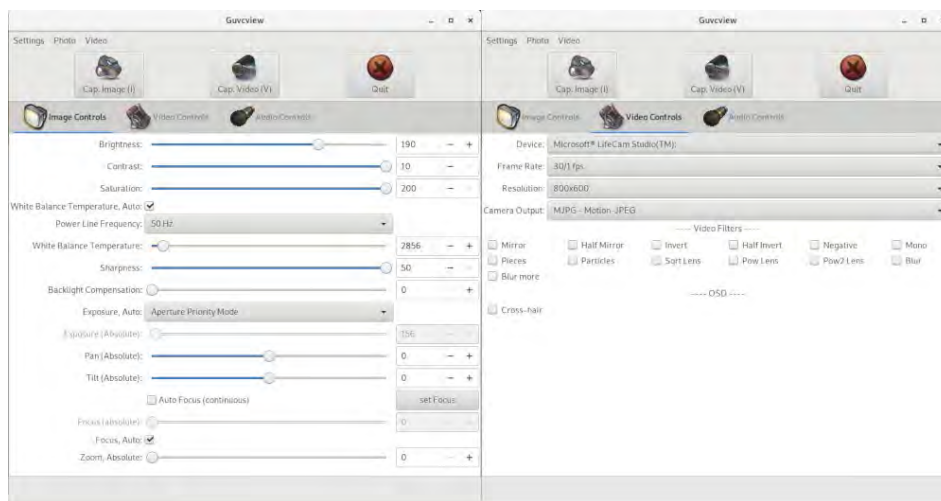 Guvcview
Settings Photo Video
Cap. Image (I) Cap. Video (V) Quit
Image Controls Video Controls Audio Controls
Brightness: 190 - +
Contrast: 10 -
Saturation: 200 -
White Balance Temperature, Auto:
Power Line Frequency: 50 Hz
White Balance Temperature: 2856 - +
Sharpness: 50 -
Backlight Compensation: 0 +
Exposure, Auto: Aperture Priority Mode
Exposure (Absolute): 156
Pan (Absolute): 0 - +
Tilt (Absolute): 0 - +
Auto Focus (continuous) set Focus
Focus (absolute): 0
Focus, Auto:
Zoom, Absolute: 0 +
Guvcview
Settings Photo Video
Cap. Image (I) Cap. Video (V) Quit
Image Controls Video Controls Audio Controls
Device: Microsoft® LifeCam Studio(TM):
Frame Rate: 30/1 fps
Resolution: 800x600
Camera Output: MJPG - Motion-JPEG
---- Video Filters ----
Mirror Half Mirror Invert Half Invert Negative Mono
Pieces Particles Sqrt Lens Pow Lens Pow2 Lens Blur
Blur more
---- OSD ----
Cross-hair